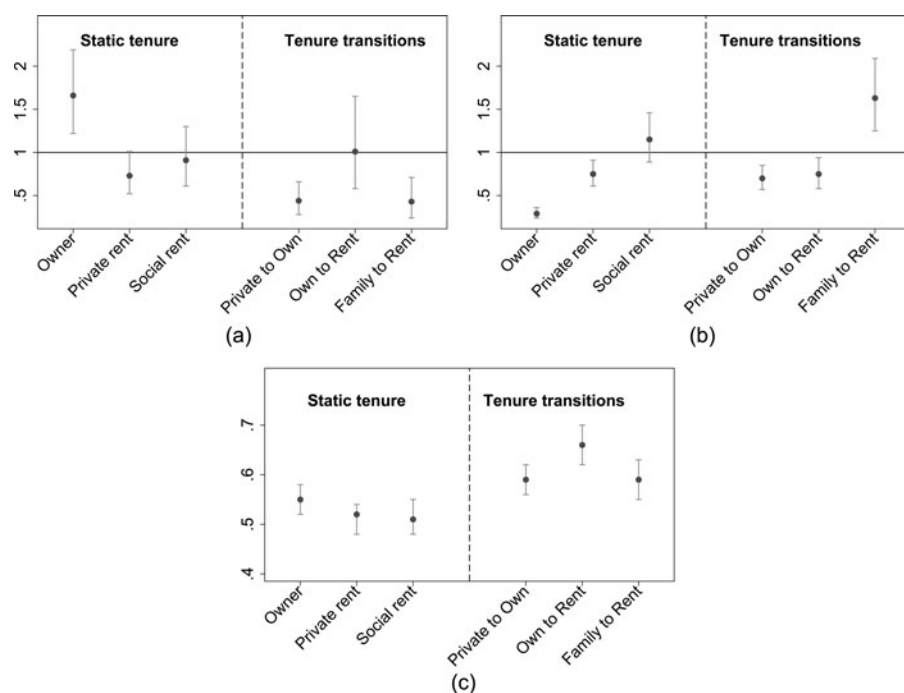 Static tenure
Tenure transitions
2
1.5
1
.5
Owner
Private rent
Social rent
Private to Own
Own to Rent
Family to Rent
(a)
Static tenure
Tenure transitions
2
1.5
1
.5
Owner
Private rent
Social rent
Private to Own
Own to Rent
Family to Rent
(b)
Static tenure
Tenure transitions
.7
.6
.5
.4
Owner
Private rent
Social rent
Private to Own
Own to Rent
Family to Rent
(c)